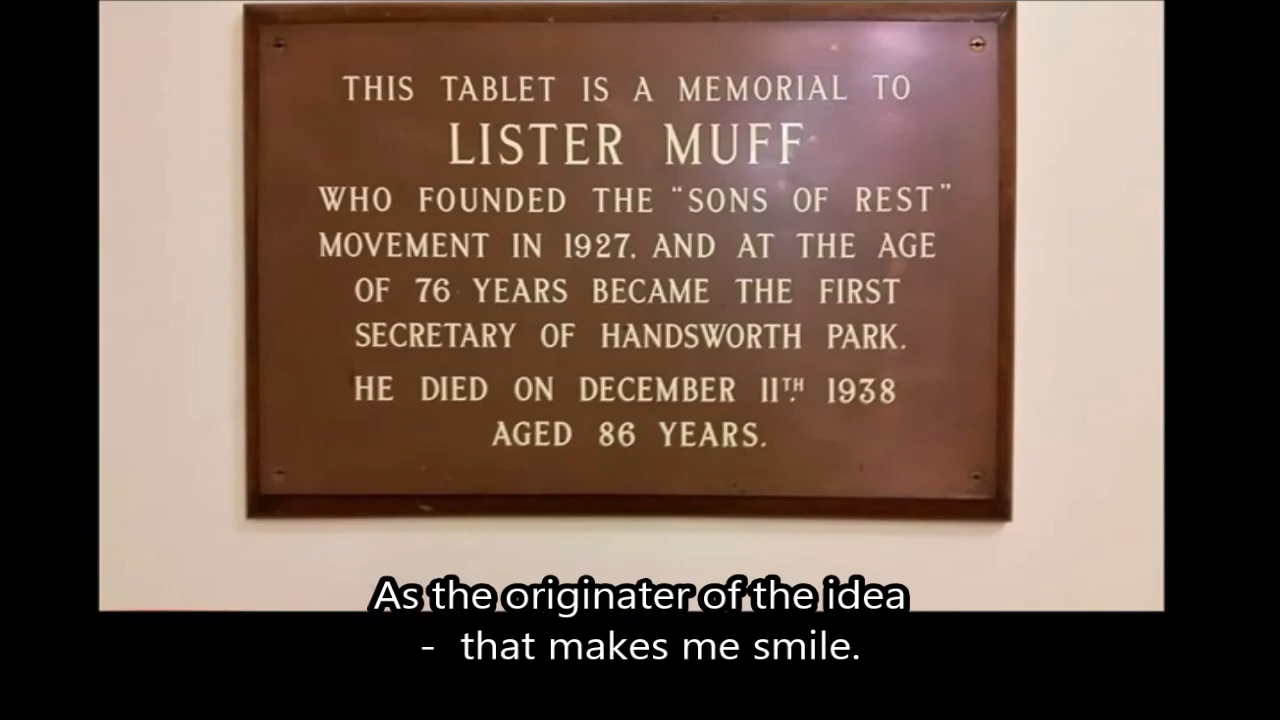 THIS TABLET IS A MEMORIAL TO
LISTER MUFF
WHO FOUNDED THE “SONS OF REST”
MOVEMENT IN 1927. AND AT THE AGE
OF 76 YEARS BECAME THE FIRST
SECRETARY OF HANDSWORTH PARK.
HE DIED ON DECEMBER 11TH. 1938
AGED 86 YEARS.
As the originater of the idea
- that makes me smile.